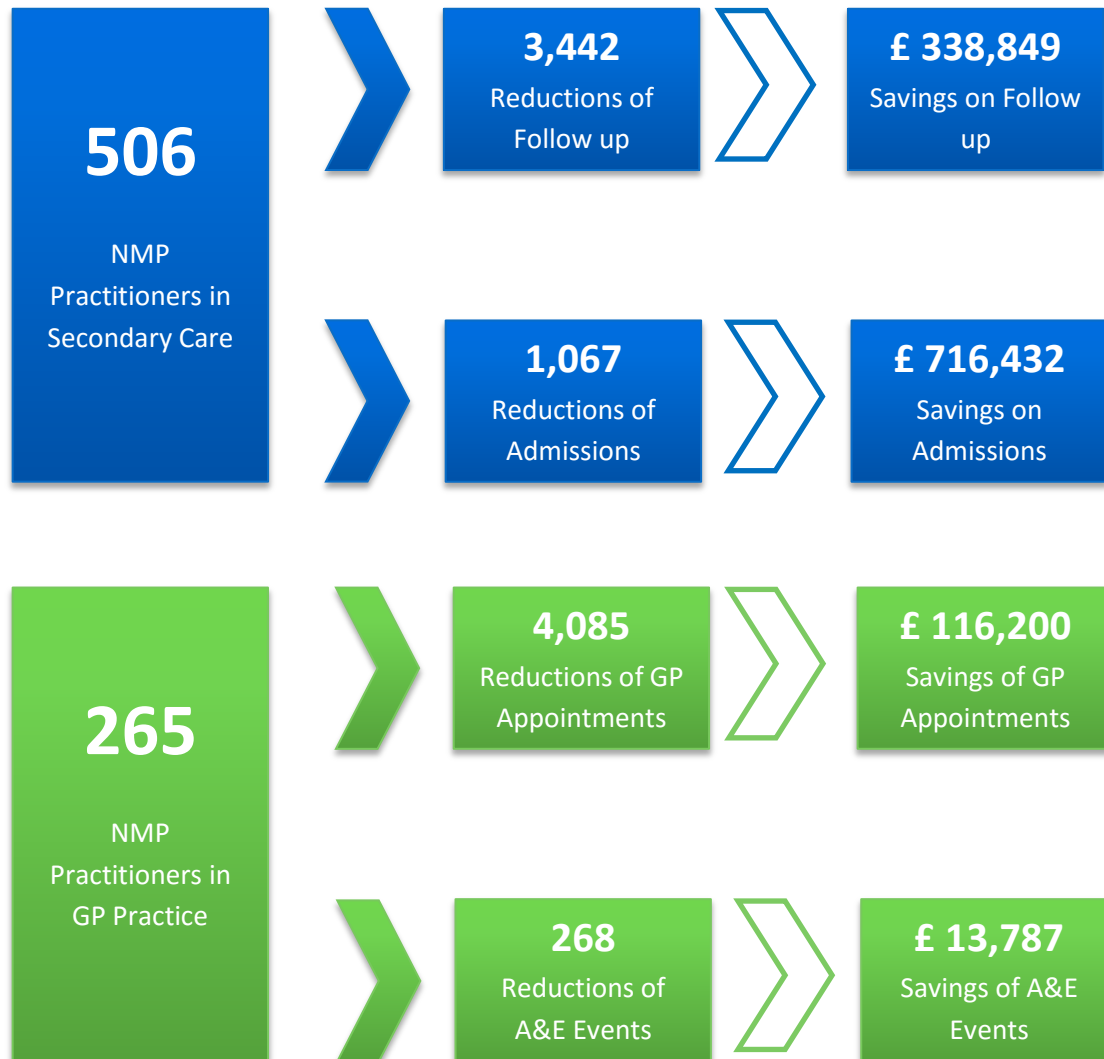 506
NMP
Practitioners in
Secondary Care
3,442
Reductions of
Follow up
£ 338,849
Savings on Follow
up
1,067
Reductions of
Admissions
£ 716,432
Savings on
Admissions
265
NMP
Practitioners in
GP Practice
4,085
Reductions of GP
Appointments
£ 116,200
Savings of GP
Appointments
268
Reductions of
A&E Events
£ 13,787
Savings of A&E
Events